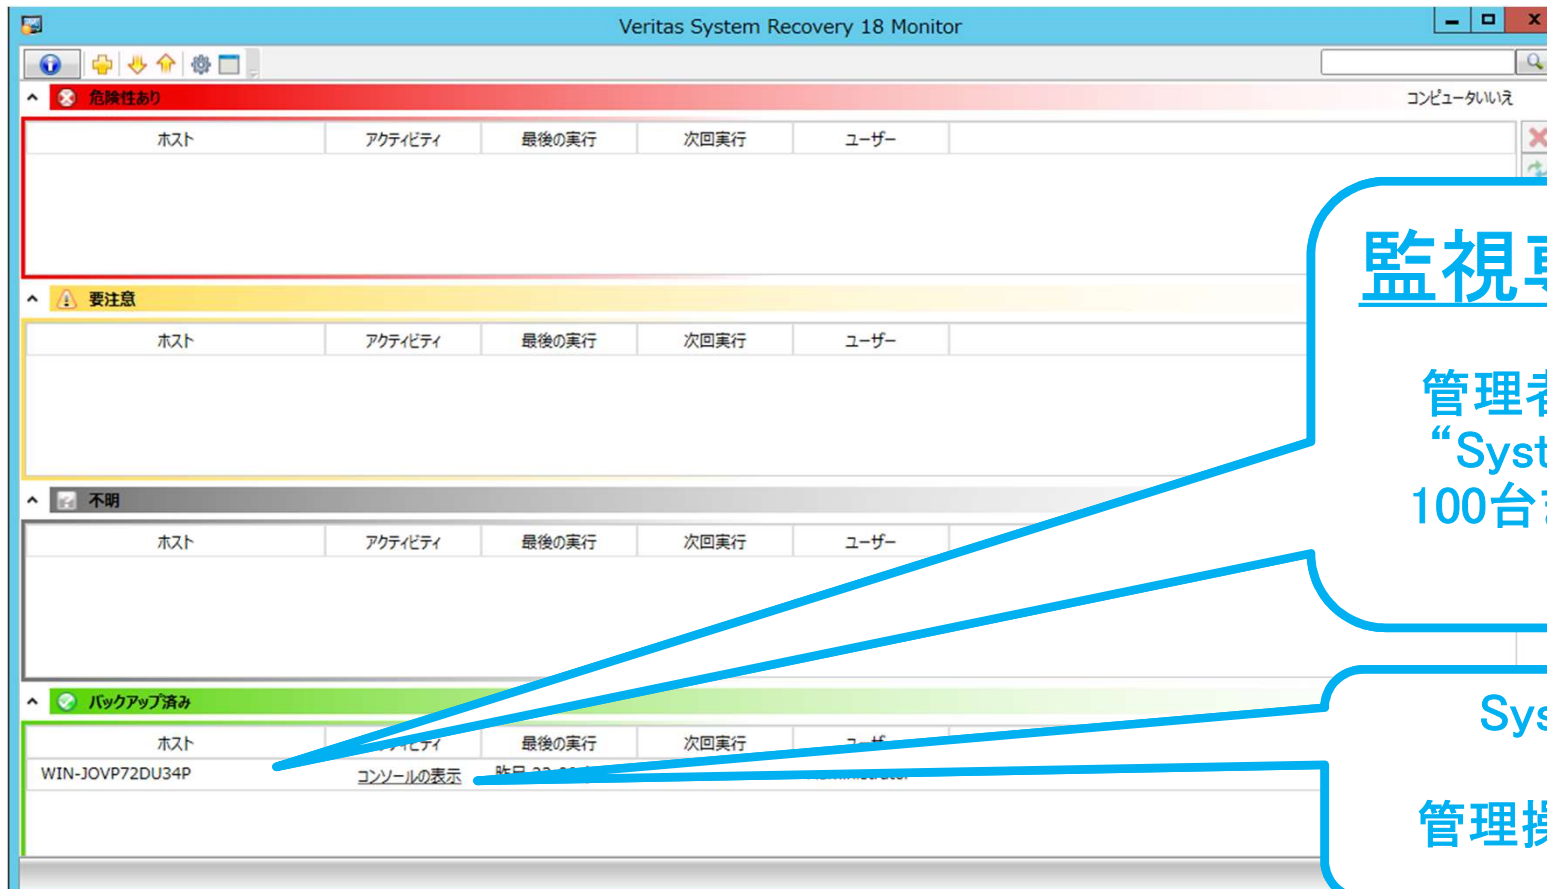 Veritas System Recovery 18 Monitor
危険性あり
コンピュータいいえ
ホスト アクティビティ 最後の実行 次回実行 ユーザー
要注意
ホスト アクティビティ 最後の実行 次回実行 ユーザー
不明
ホスト アクティビティ 最後の実行 次回実行 ユーザー
バックアップ済み
ホスト 最後の実行 次回実行
WIN-JOVP72DU34P コンソールの表示
監視
管理
“Syst
100台
Sys
管理